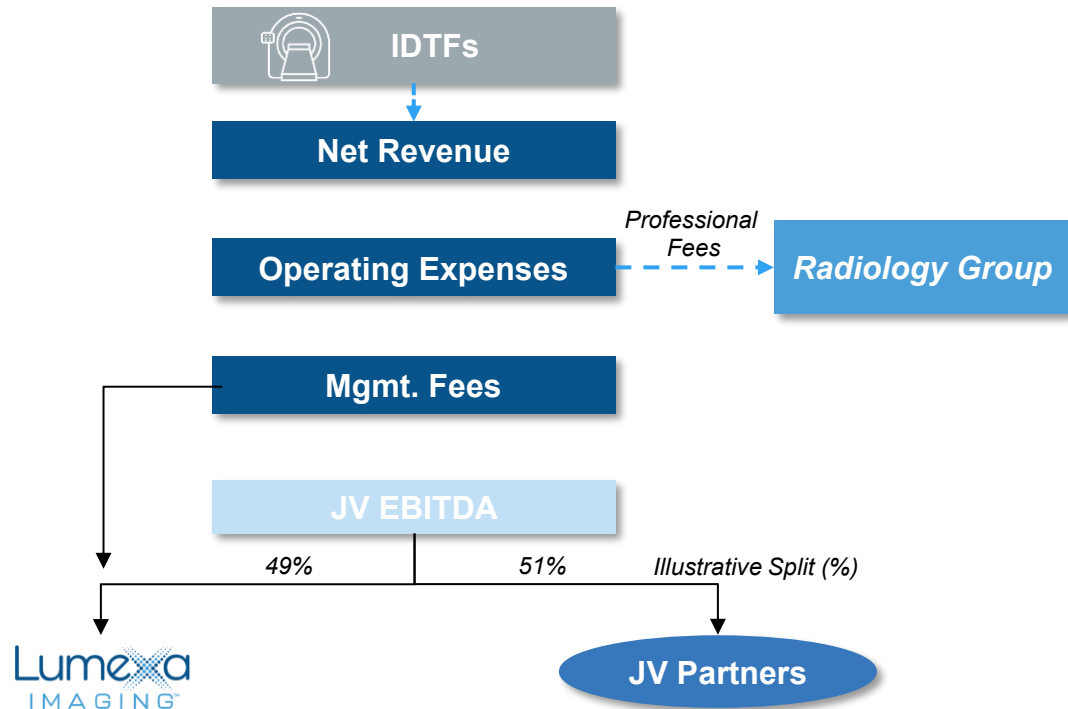 IDTFs
Net Revenue
Professional
Fees
Operating Expenses
Radiology Group
Mgmt. Fees
JV EBITDA
49%
51%
Illustrative Split (%)
Lumexa
IMAGING™
JV Partners